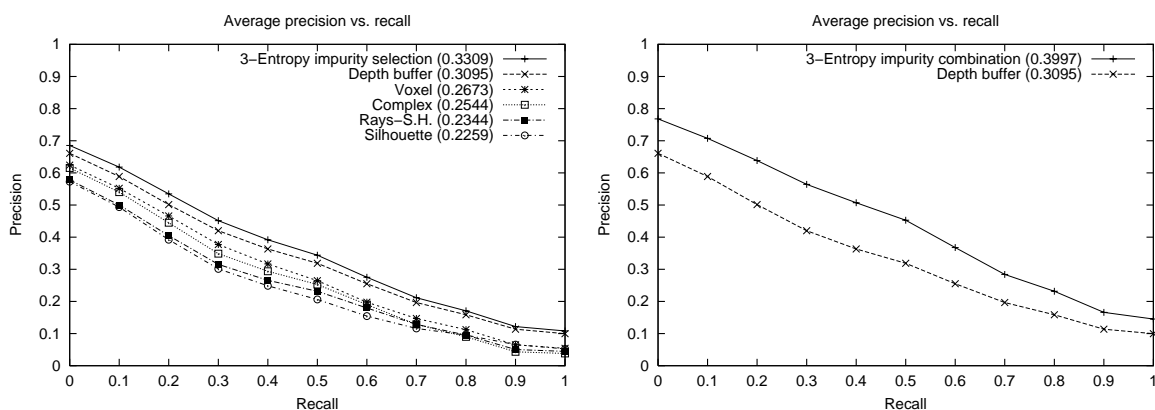 Average precision vs. recall
1
0.9
0.8
0.7
0.6
0.5
0.4
0.3
0.2
0.1
0
Precision
3−Entropy impurity selection (0.3309)
Depth buffer (0.3095)
Voxel (0.2673)
Complex (0.2544)
Rays−S.H. (0.2344)
Silhouette (0.2259)
0 0.1 0.2 0.3 0.4 0.5 0.6 0.7 0.8 0.9 1
Recall
Average precision vs. recall
1
0.9
0.8
0.7
0.6
0.5
0.4
0.3
0.2
0.1
0
Precision
3−Entropy impurity combination (0.3997)
Depth buffer (0.3095)
0 0.1 0.2 0.3 0.4 0.5 0.6 0.7 0.8 0.9 1
Recall